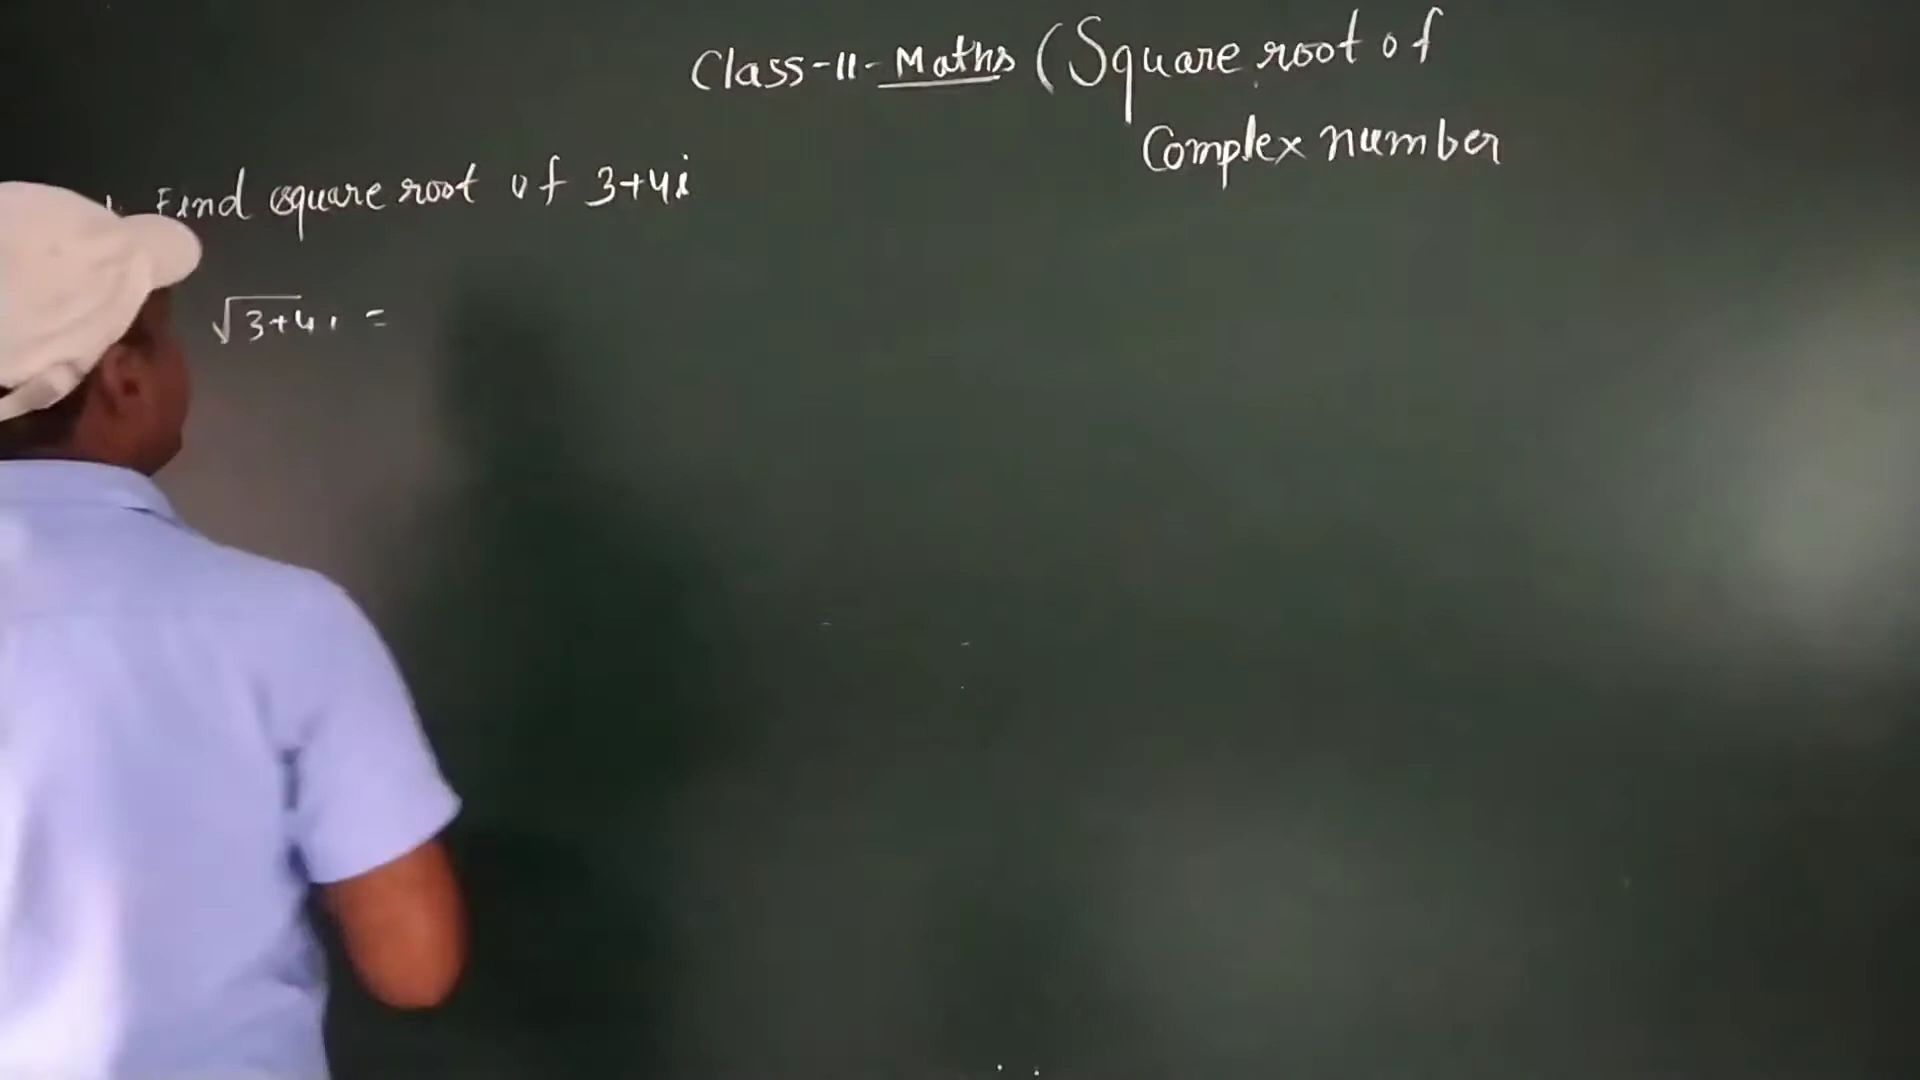 Class-11-Maths (Square root of
Complex number
Find square root of 3+4i
√3+4i =